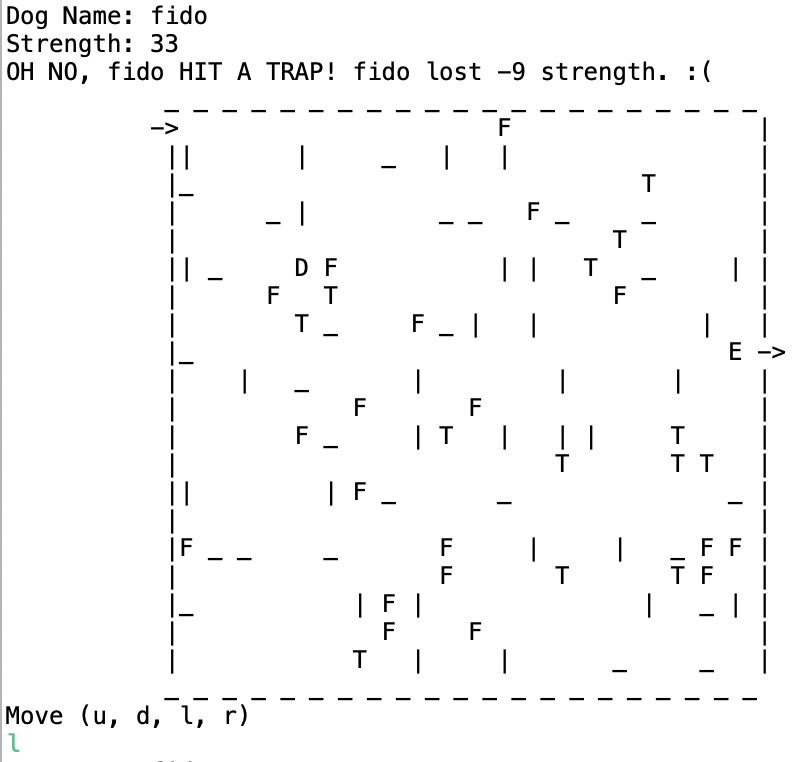 Dog Name: fido
Strength: 33
OH NO, fido HIT A TRAP! fido lost -9 strength. :(
           _ _ _ _ _ _ _ _ _ _ _ _ _ _ _ _ _ _ _ _ _
          ->                      F                 |
           ||       |     _   |   |                 |
           |_                               T       |
           |      _ |         _ _   F _     _       |
           |                              T         |
           || _     D F           | |   T   _     | |
           |      F   T                   F         |
           |        T _     F _ |   |           |   |
           |_                                     E ->
           |    |   _       |         |       |     |
           |            F       F                   |
           |        F _     | T   |   | |     T     |
           |                          T       T T   |
           ||         | F _       _               _ |
           |                                        |
           |F _ _     _       F     |     |   _ F F |
           |                  F       T       T F   |
           |_           | F |               |   _ | |
           |              F     F                   |
           |            T   |     |       _     _   |
           _ _ _ _ _ _ _ _ _ _ _ _ _ _ _ _ _ _ _ _ _
Move (u, d, l, r)
l